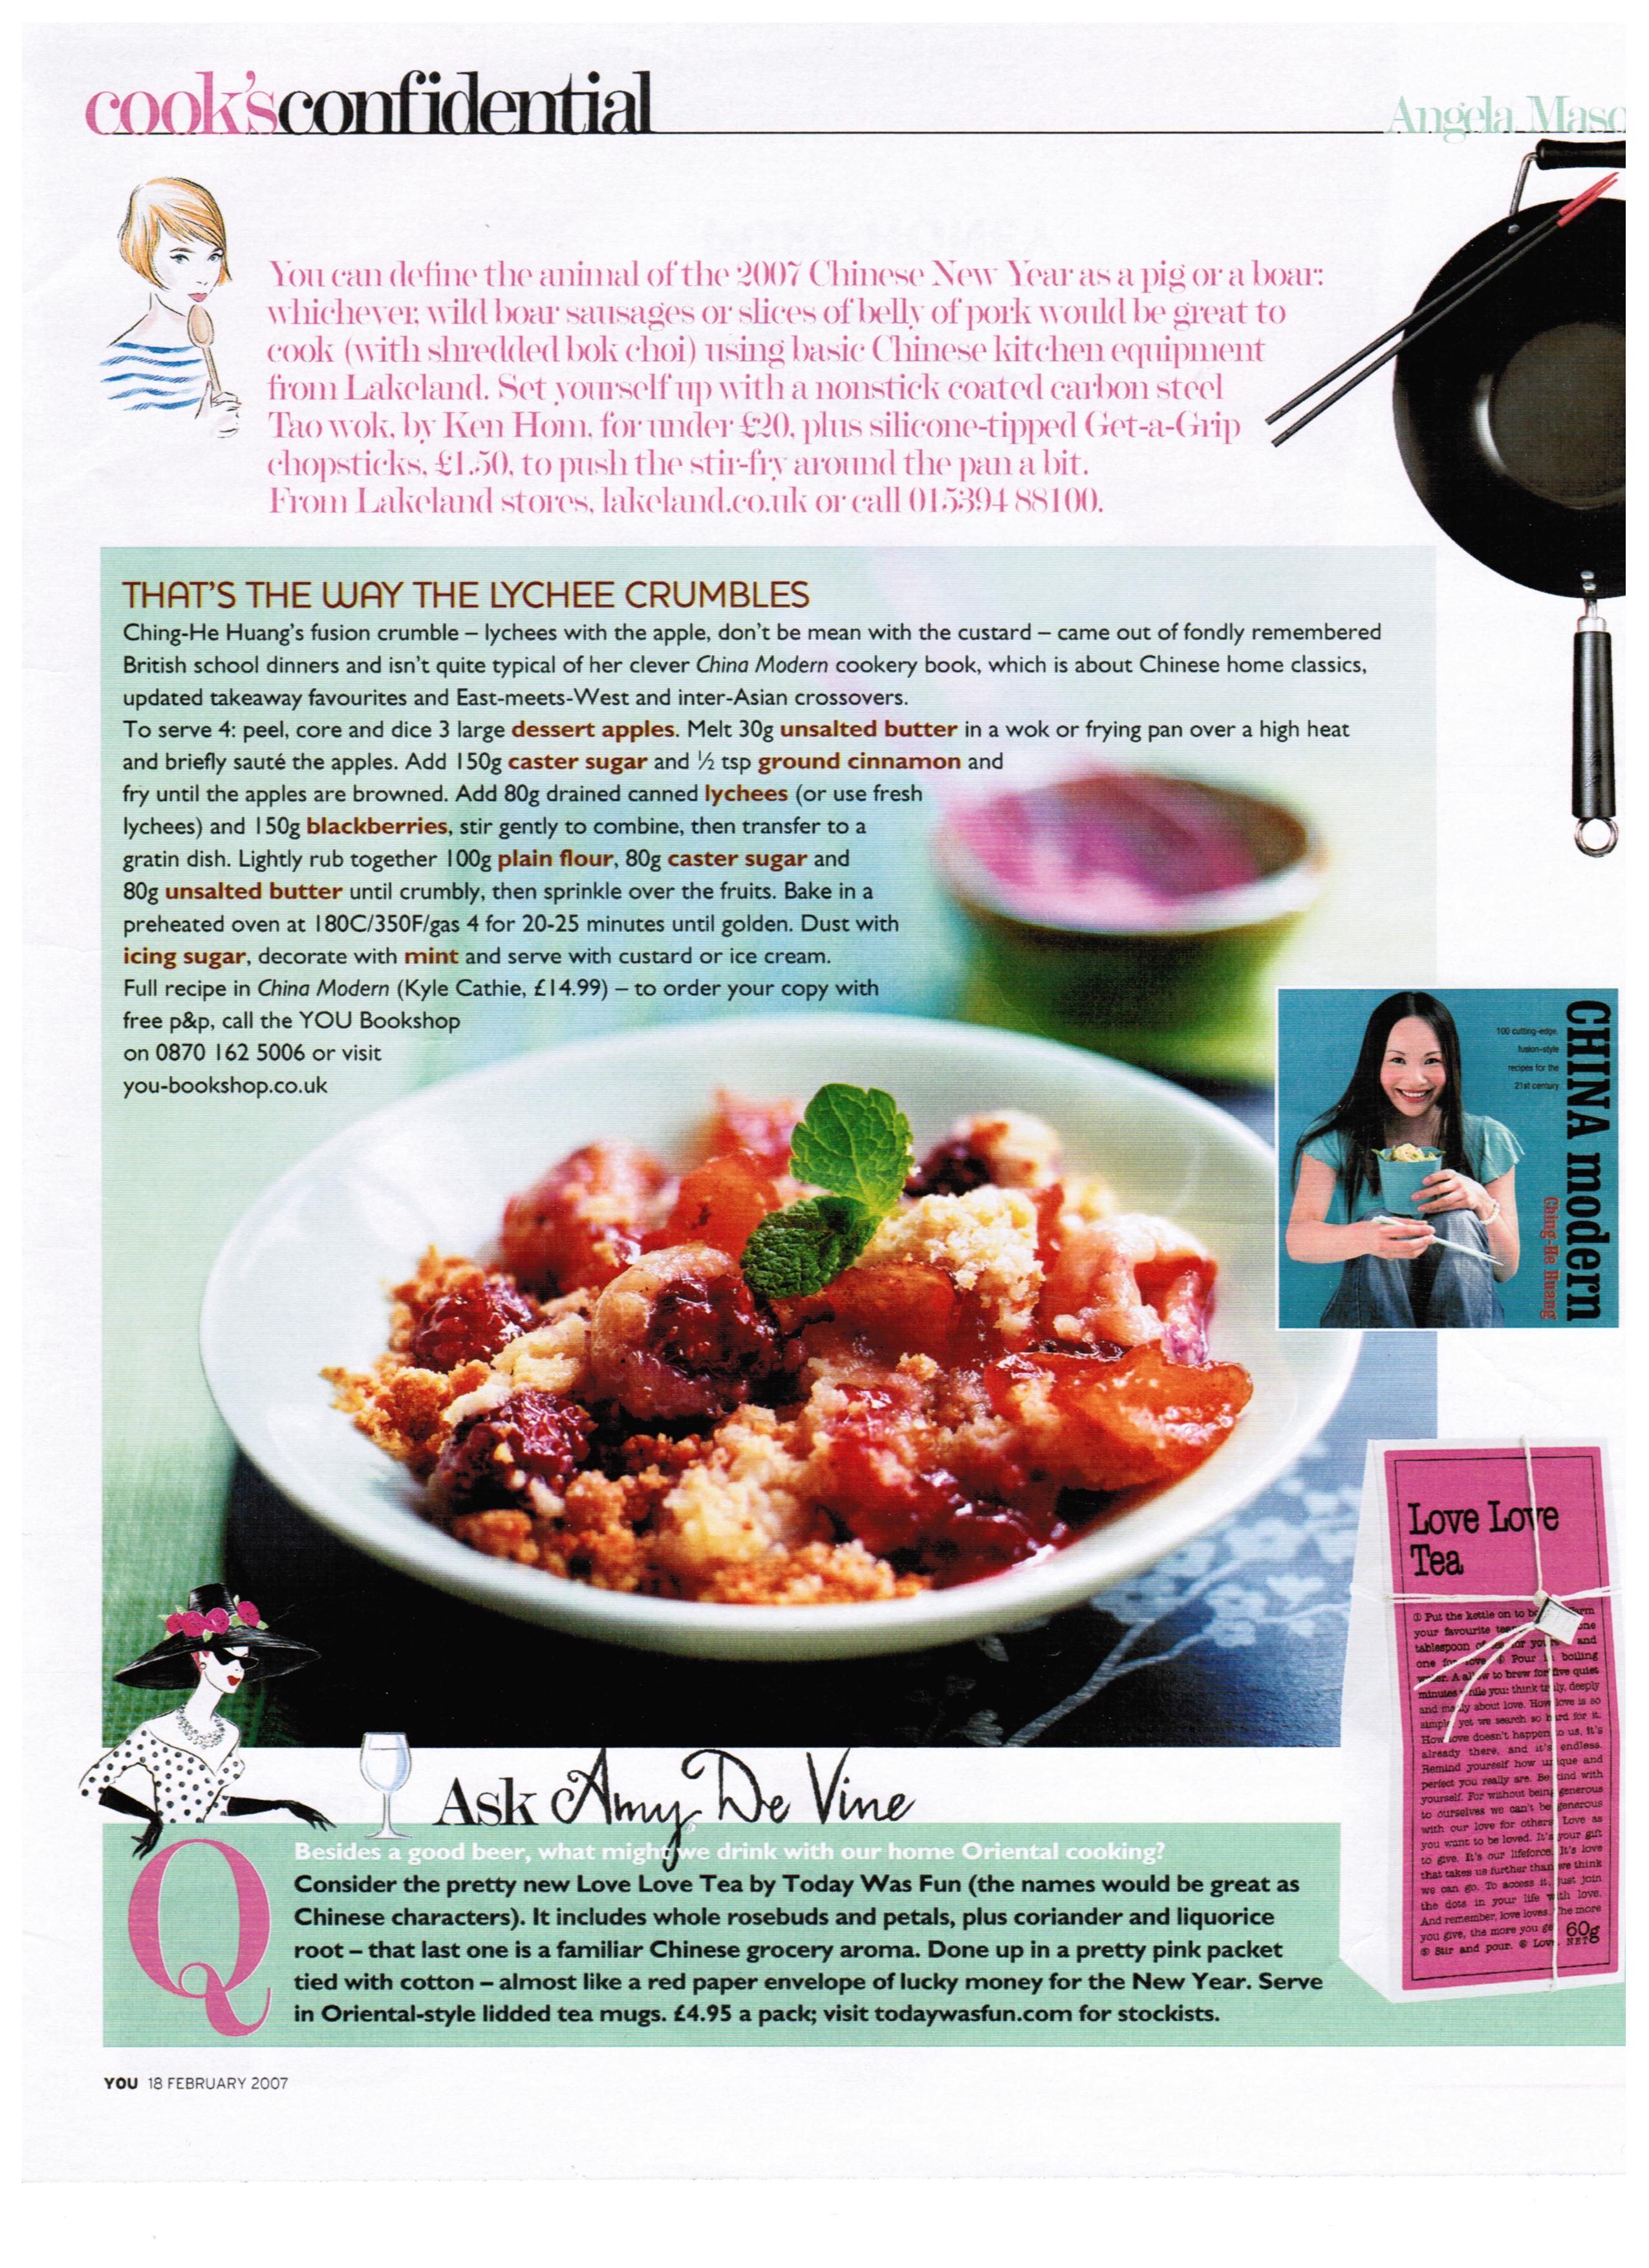 cook'sconfidential
Angela Maso
You can define the animal of the 2007 Chinese New Year as a pig or a boar:
whichever, wild boar sausages or slices of belly of pork would be great to
cook (with shredded bok choi) using basic Chinese kitchen equipment
from Lakeland. Set yourself up with a nonstick coated carbon steel
Tao wok, by Ken Hom, for under £20, plus silicone-tipped Get-a-Grip
chopsticks, £1.50, to push the stir-fry around the pan a bit.
From Lakeland stores, lakeland.co.uk or call 015394 88100.
THAT'S THE WAY THE LYCHEE CRUMBLES
Ching-He Huang's fusion crumble – lychees with the apple, don't be mean with the custard – came out of fondly remembered
British school dinners and isn't quite typical of her clever China Modern cookery book, which is about Chinese home classics,
updated takeaway favourites and East-meets-West and inter-Asian crossovers.
To serve 4: peel, core and dice 3 large dessert apples. Melt 30g unsalted butter in a wok or frying pan over a high heat
and briefly sauté the apples. Add 150g caster sugar and ½ tsp ground cinnamon and
fry until the apples are browned. Add 80g drained canned lychees (or use fresh
lychees) and 150g blackberries, stir gently to combine, then transfer to a
gratin dish. Lightly rub together 100g plain flour, 80g caster sugar and
80g unsalted butter until crumbly, then sprinkle over the fruits. Bake in a
preheated oven at 180C/350F/gas 4 for 20-25 minutes until golden. Dust with
icing sugar, decorate with mint and serve with custard or ice cream.
Full recipe in China Modern (Kyle Cathie, £14.99) – to order your copy with
free p&p, call the YOU Bookshop
on 0870 162 5006 or visit
you-bookshop.co.uk
100 cutting-edge
fusion-style
recipes for the
21st century
CHINA modern
Ching-He Huang
Love Love
Tea
① Put the kettle on to
your favourite
tablespoon and
one love Pour boiling
to brew for five quiet
minutes while you: think truly, deeply
and madly about love. How love is so
simple, yet we search so hard for it.
How love doesn't happen to us. It's
already there, and it's endless.
Remind yourself how unique and
perfect you really are. Be kind with
yourself. For without being generous
to ourselves we can't be generous
with our love for others. Love as
you want to be loved. It's your gift
to give. It's our lifeforce. It's love
that takes us further than we think
we can go. To access it, just join
the dots in your life with love.
And remember, love loves. The more
you give, the more you
⑤ Stir and pour. ⑥ Love.
60g
NET
Ask Amy De Vine
Q
Besides a good beer, what might we drink with our home Oriental cooking?
Consider the pretty new Love Love Tea by Today Was Fun (the names would be great as
Chinese characters). It includes whole rosebuds and petals, plus coriander and liquorice
root – that last one is a familiar Chinese grocery aroma. Done up in a pretty pink packet
tied with cotton – almost like a red paper envelope of lucky money for the New Year. Serve
in Oriental-style lidded tea mugs. £4.95 a pack; visit todaywasfun.com for stockists.
YOU 18 FEBRUARY 2007